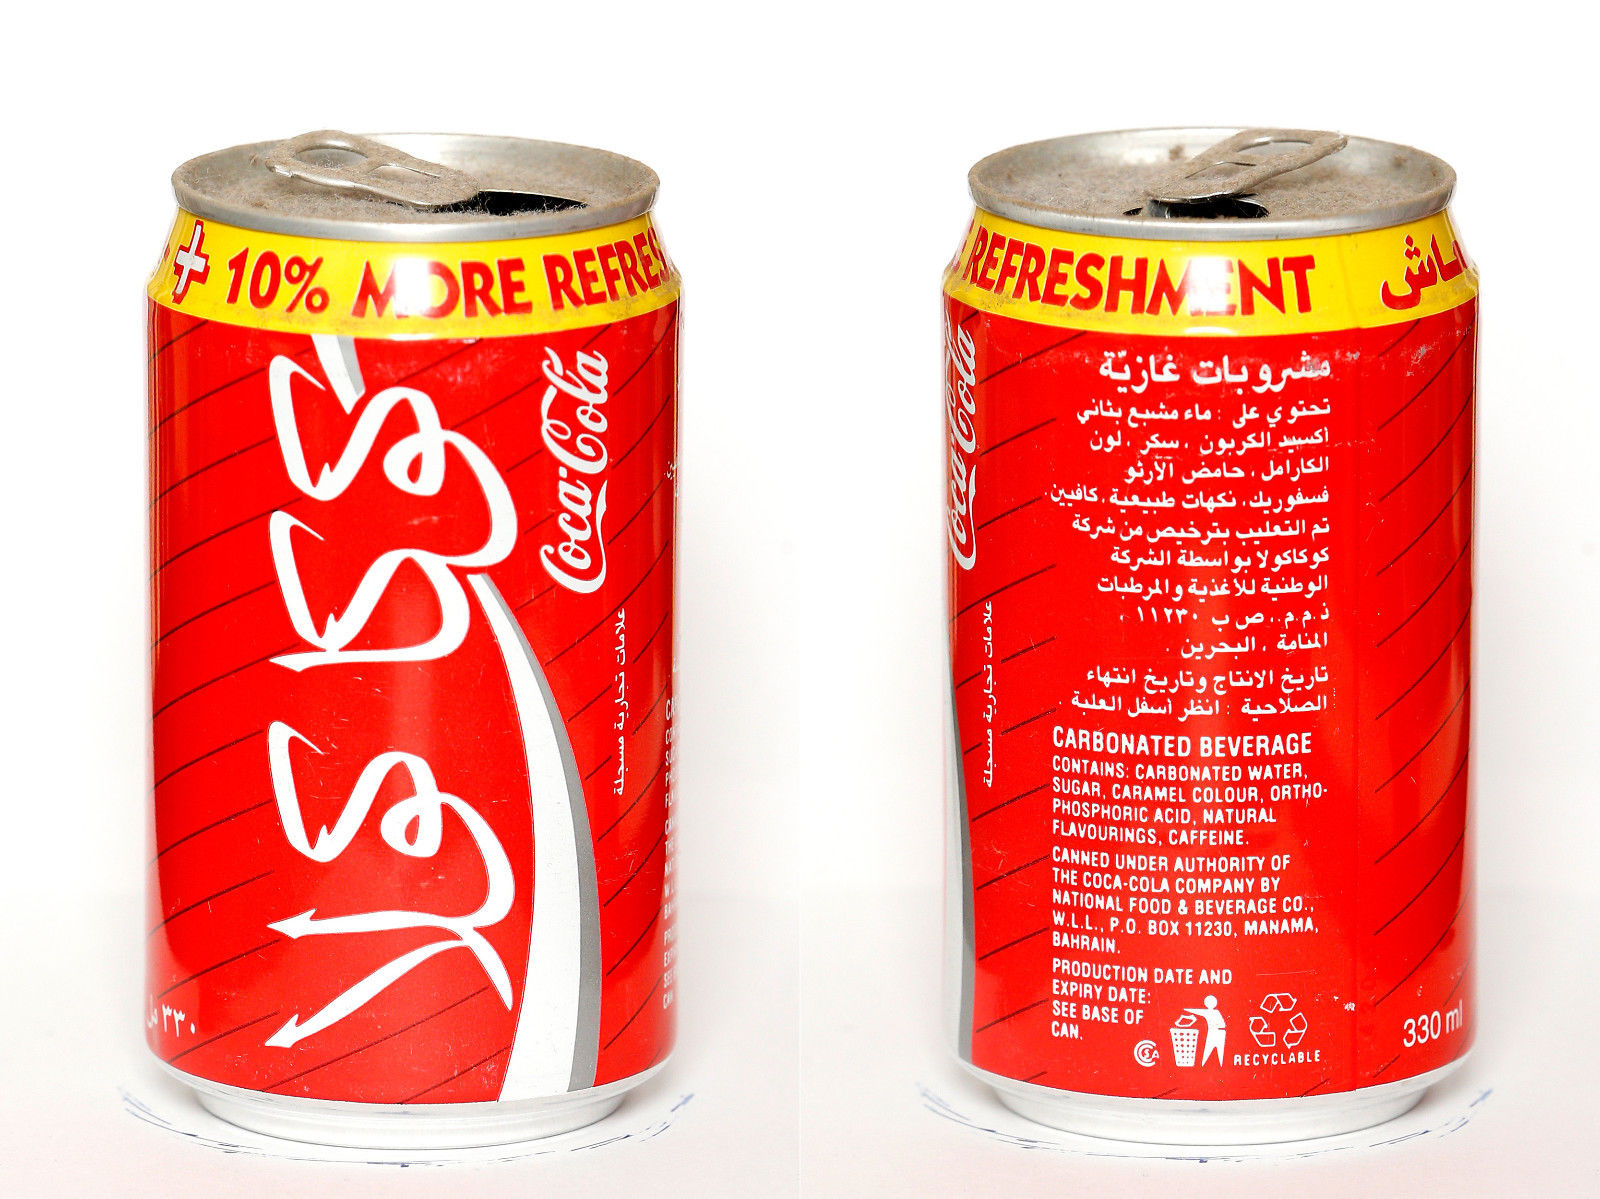 + 10% MORE REFRES
كوكا كولا
Coca-Cola
علامات تجارية مسجلة
٣٣٠ مل
REFRESHMENT
Coca-Cola
علامات تجارية مسجلة
مشروبات غازيّة
تحتوي على : ماء مشبع بثاني
أكسيد الكربون ، سكر ، لون
الكارامل ، حامض الأرثو
فسفوريك، نكهات طبيعية، كافيين.
تم التعليب بترخيص من شركة
كوكاكولا بواسطة الشركة
الوطنية للأغذية والمرطبات
ذ.م.م.، ص ب ١١٢٣٠ ،
المنامة ، البحرين .
تاريخ الانتاج وتاريخ انتهاء
الصلاحية : انظر أسفل العلبة .
CARBONATED BEVERAGE
CONTAINS: CARBONATED WATER,
SUGAR, CARAMEL COLOUR, ORTHO-
PHOSPHORIC ACID, NATURAL
FLAVOURINGS, CAFFEINE.
CANNED UNDER AUTHORITY OF
THE COCA-COLA COMPANY BY
NATIONAL FOOD & BEVERAGE CO.,
W.L.L., P.O. BOX 11230, MANAMA,
BAHRAIN.
PRODUCTION DATE AND
EXPIRY DATE:
SEE BASE OF
CAN.
RECYCLABLE
330 ml